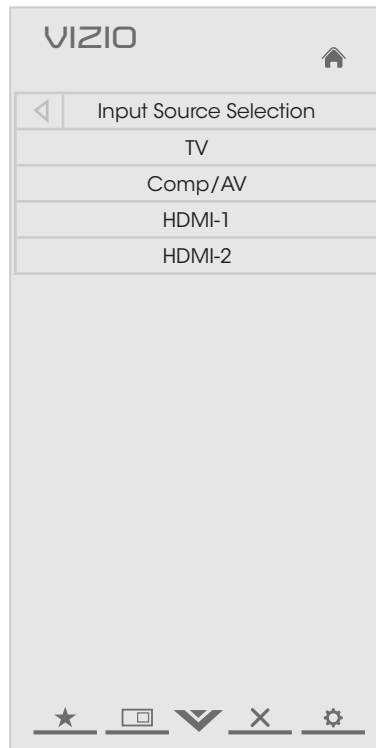 VIZIO
Input Source Selection
TV
Comp/AV
HDMI-1
HDMI-2